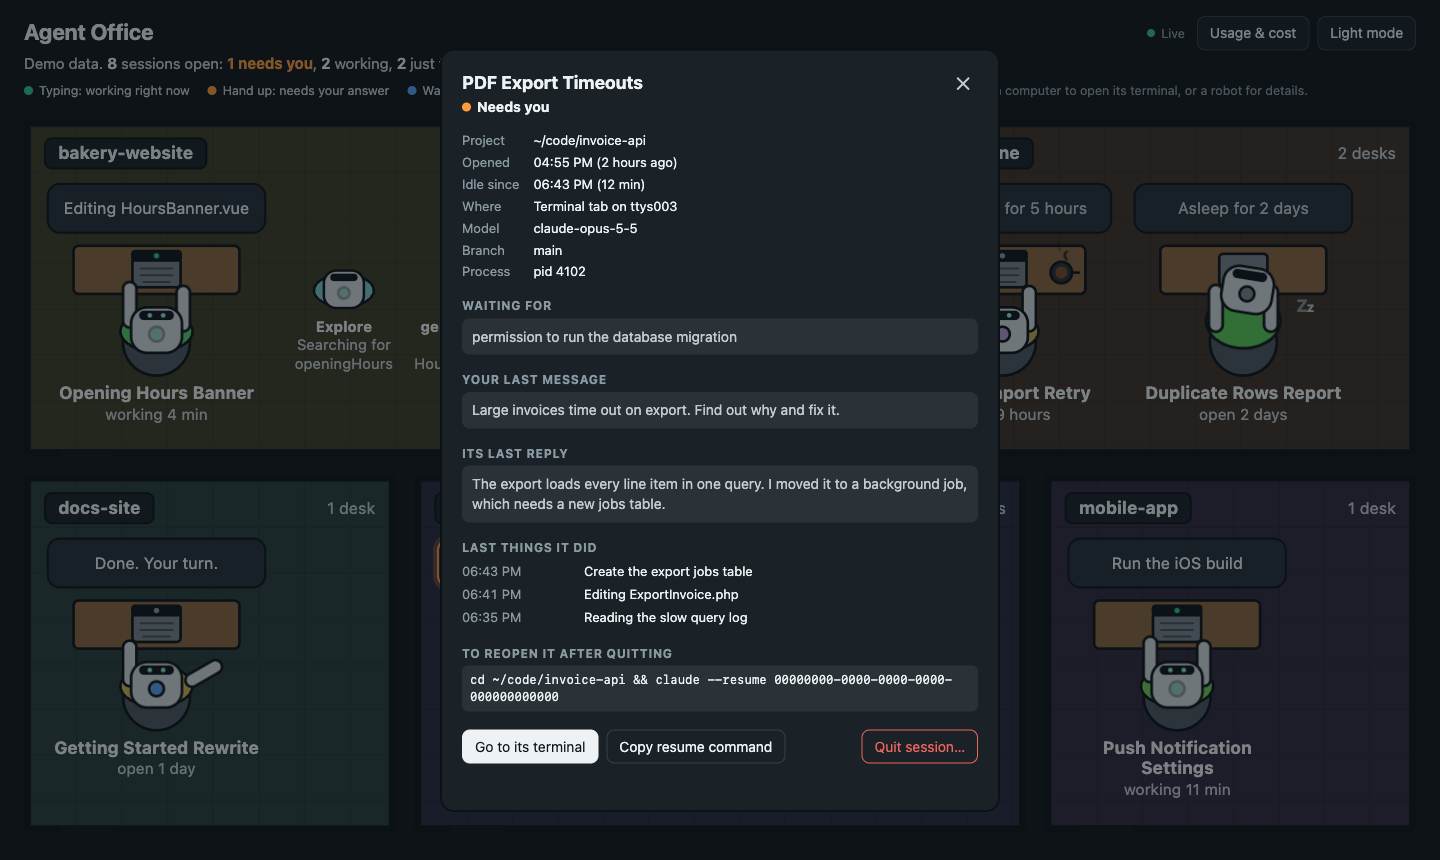 Agent Office
Live
Usage & cost
Light mode
Demo data. 8 sessions open: 1 needs you, 2 working, 2 just
Typing: working right now
Hand up: needs your answer
computer to open its terminal, or a robot for details.
PDF Export Timeouts
Needs you
Project ~/code/invoice-api
Opened 04:55 PM (2 hours ago)
Idle since 06:43 PM (12 min)
Where Terminal tab on ttys003
Model claude-opus-5-5
Branch main
Process pid 4102
WAITING FOR
permission to run the database migration
YOUR LAST MESSAGE
Large invoices time out on export. Find out why and fix it.
ITS LAST REPLY
The export loads every line item in one query. I moved it to a background job,
which needs a new jobs table.
LAST THINGS IT DID
06:43 PM Create the export jobs table
06:41 PM Editing ExportInvoice.php
06:35 PM Reading the slow query log
TO REOPEN IT AFTER QUITTING
cd ~/code/invoice-api && claude --resume 00000000-0000-0000-0000-
000000000000
Go to its terminal
Copy resume command
Quit session…
bakery-website
Editing HoursBanner.vue
Explore
Searching for
openingHours
Opening Hours Banner
working 4 min
2 desks
for 5 hours
Asleep for 2 days
Zz
Retry
hours
Duplicate Rows Report
open 2 days
docs-site
1 desk
Done. Your turn.
Getting Started Rewrite
open 1 day
mobile-app
1 desk
Run the iOS build
Push Notification
Settings
working 11 min